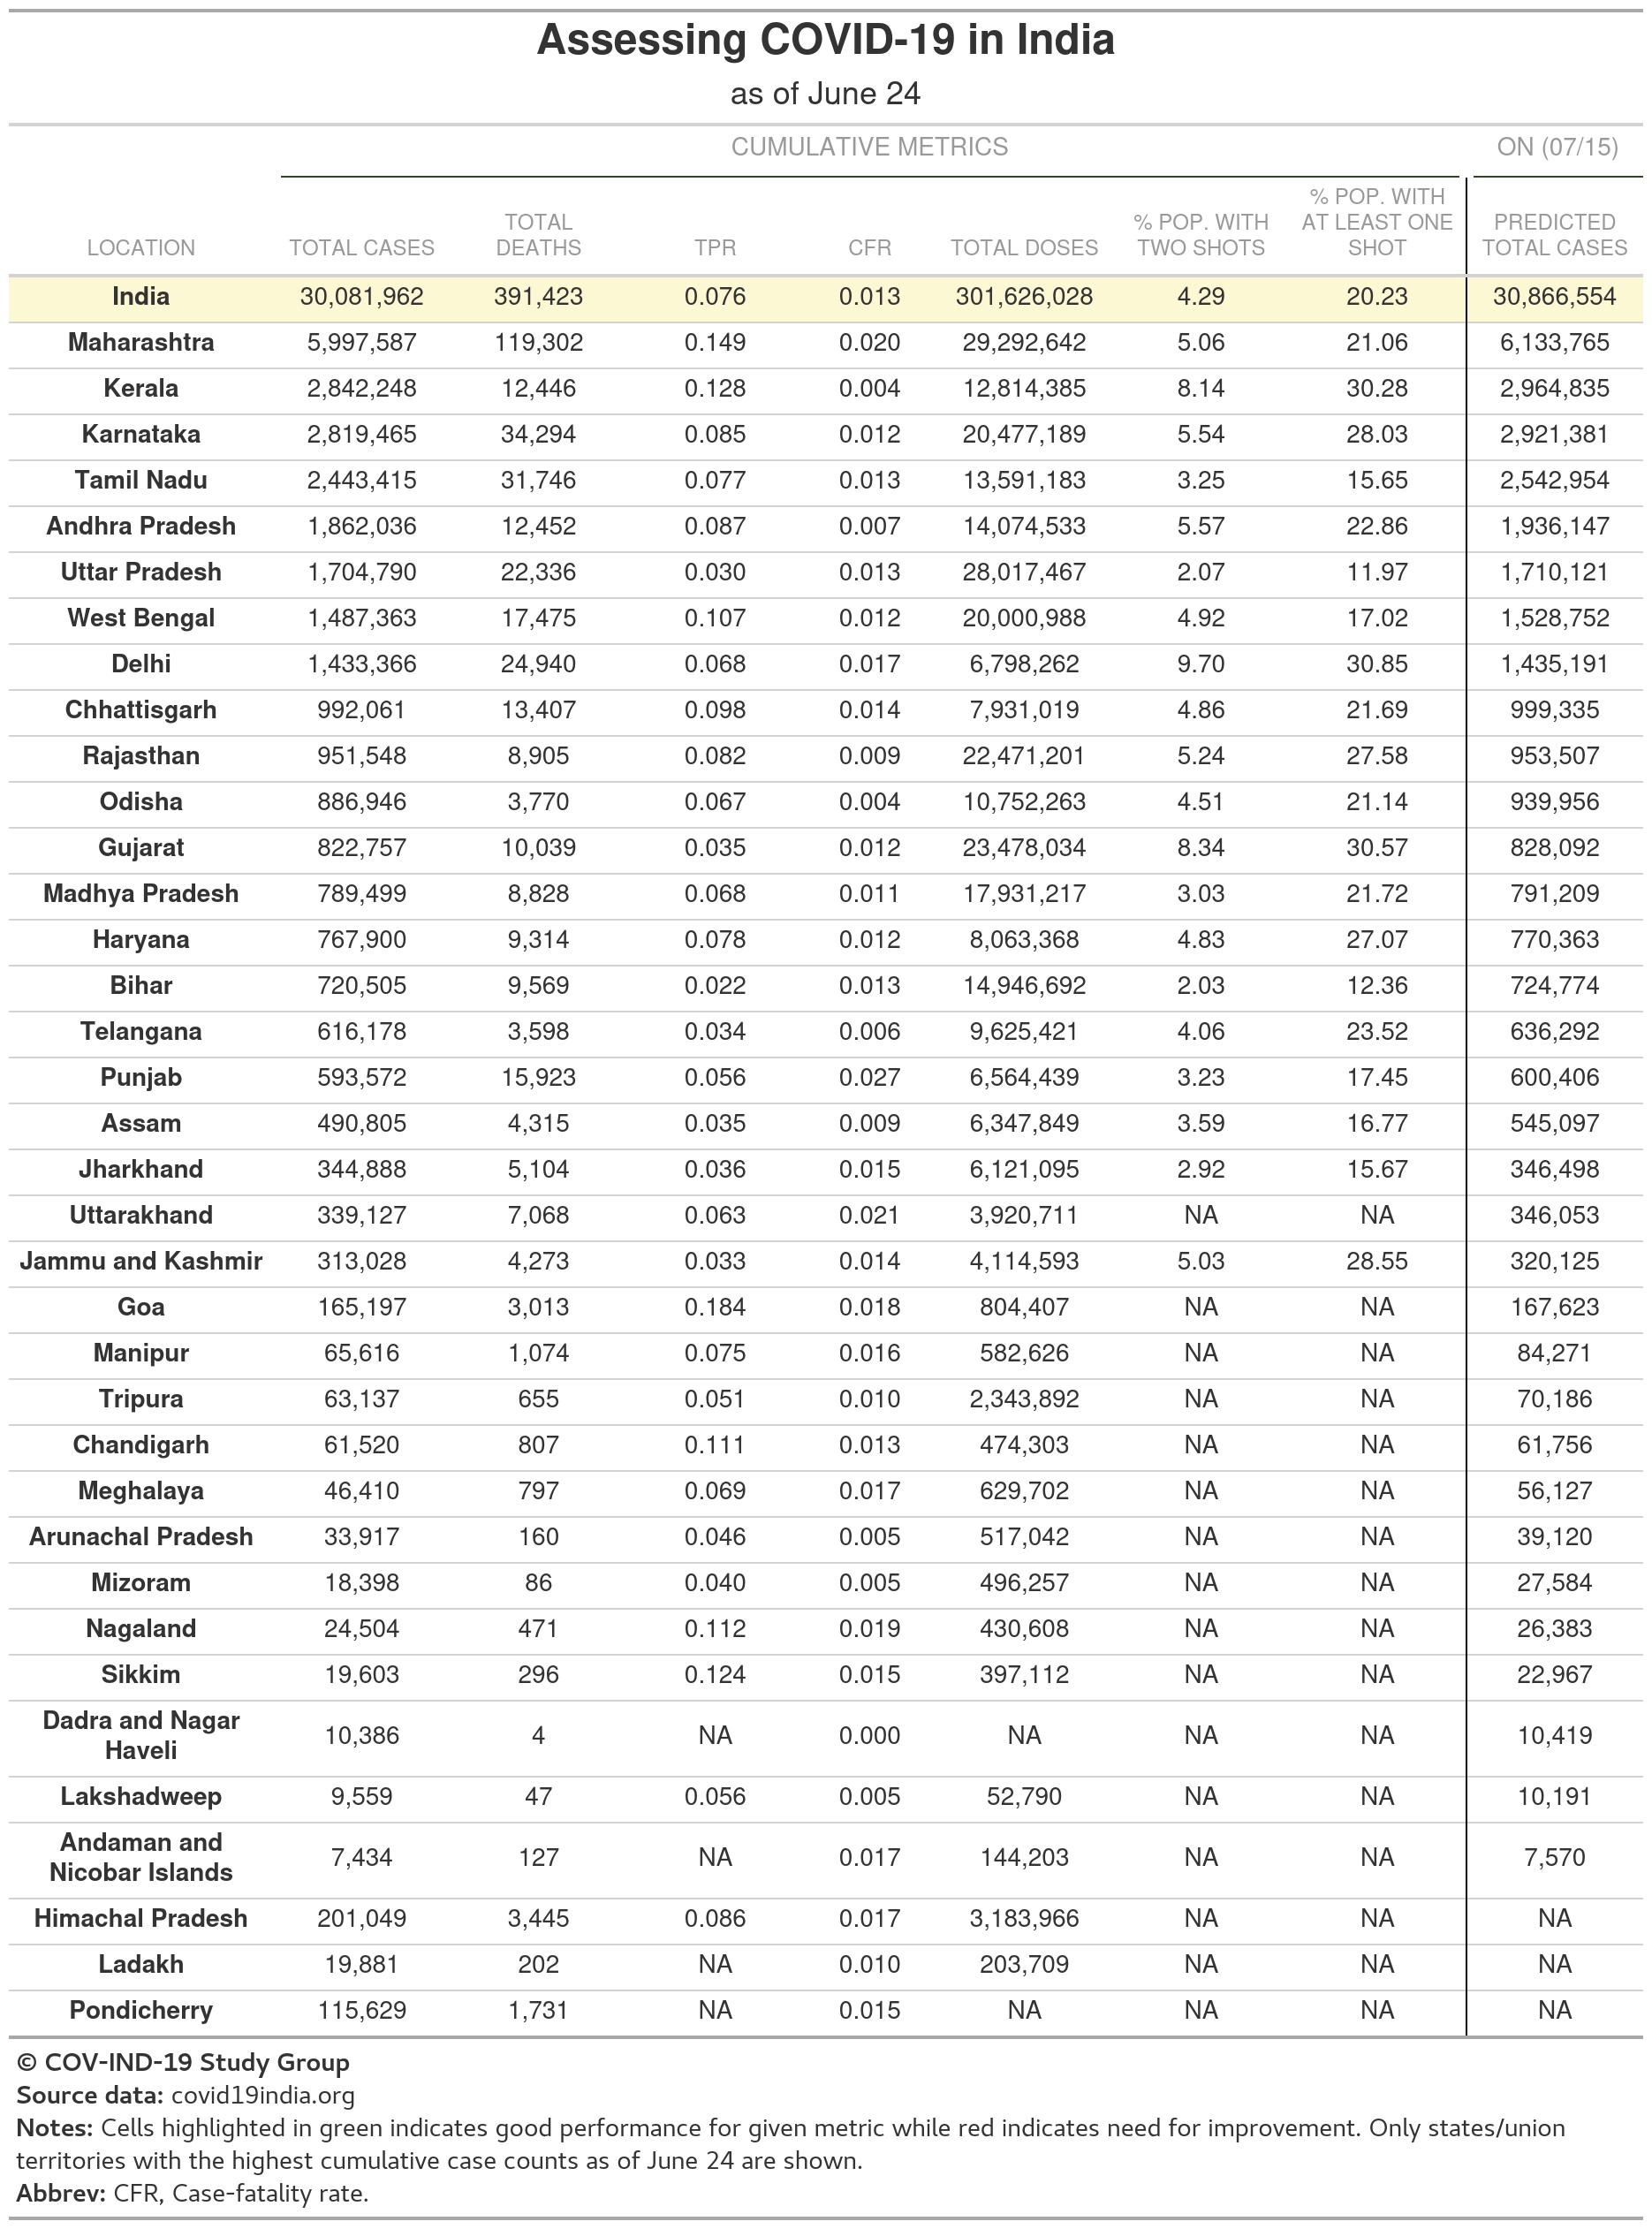 Assessing COVID-19 in India
as of June 24
CUMULATIVE METRICS ON (07/15)
LOCATION TOTAL CASES TOTAL DEATHS TPR CFR TOTAL DOSES % POP. WITH TWO SHOTS % POP. WITH AT LEAST ONE SHOT PREDICTED TOTAL CASES
India 30,081,962 391,423 0.076 0.013 301,626,028 4.29 20.23 30,866,554
Maharashtra 5,997,587 119,302 0.149 0.020 29,292,642 5.06 21.06 6,133,765
Kerala 2,842,248 12,446 0.128 0.004 12,814,385 8.14 30.28 2,964,835
Karnataka 2,819,465 34,294 0.085 0.012 20,477,189 5.54 28.03 2,921,381
Tamil Nadu 2,443,415 31,746 0.077 0.013 13,591,183 3.25 15.65 2,542,954
Andhra Pradesh 1,862,036 12,452 0.087 0.007 14,074,533 5.57 22.86 1,936,147
Uttar Pradesh 1,704,790 22,336 0.030 0.013 28,017,467 2.07 11.97 1,710,121
West Bengal 1,487,363 17,475 0.107 0.012 20,000,988 4.92 17.02 1,528,752
Delhi 1,433,366 24,940 0.068 0.017 6,798,262 9.70 30.85 1,435,191
Chhattisgarh 992,061 13,407 0.098 0.014 7,931,019 4.86 21.69 999,335
Rajasthan 951,548 8,905 0.082 0.009 22,471,201 5.24 27.58 953,507
Odisha 886,946 3,770 0.067 0.004 10,752,263 4.51 21.14 939,956
Gujarat 822,757 10,039 0.035 0.012 23,478,034 8.34 30.57 828,092
Madhya Pradesh 789,499 8,828 0.068 0.011 17,931,217 3.03 21.72 791,209
Haryana 767,900 9,314 0.078 0.012 8,063,368 4.83 27.07 770,363
Bihar 720,505 9,569 0.022 0.013 14,946,692 2.03 12.36 724,774
Telangana 616,178 3,598 0.034 0.006 9,625,421 4.06 23.52 636,292
Punjab 593,572 15,923 0.056 0.027 6,564,439 3.23 17.45 600,406
Assam 490,805 4,315 0.035 0.009 6,347,849 3.59 16.77 545,097
Jharkhand 344,888 5,104 0.036 0.015 6,121,095 2.92 15.67 346,498
Uttarakhand 339,127 7,068 0.063 0.021 3,920,711 NA NA 346,053
Jammu and Kashmir 313,028 4,273 0.033 0.014 4,114,593 5.03 28.55 320,125
Goa 165,197 3,013 0.184 0.018 804,407 NA NA 167,623
Manipur 65,616 1,074 0.075 0.016 582,626 NA NA 84,271
Tripura 63,137 655 0.051 0.010 2,343,892 NA NA 70,186
Chandigarh 61,520 807 0.111 0.013 474,303 NA NA 61,756
Meghalaya 46,410 797 0.069 0.017 629,702 NA NA 56,127
Arunachal Pradesh 33,917 160 0.046 0.005 517,042 NA NA 39,120
Mizoram 18,398 86 0.040 0.005 496,257 NA NA 27,584
Nagaland 24,504 471 0.112 0.019 430,608 NA NA 26,383
Sikkim 19,603 296 0.124 0.015 397,112 NA NA 22,967
Dadra and Nagar Haveli 10,386 4 NA 0.000 NA NA NA 10,419
Lakshadweep 9,559 47 0.056 0.005 52,790 NA NA 10,191
Andaman and Nicobar Islands 7,434 127 NA 0.017 144,203 NA NA 7,570
Himachal Pradesh 201,049 3,445 0.086 0.017 3,183,966 NA NA NA
Ladakh 19,881 202 NA 0.010 203,709 NA NA NA
Pondicherry 115,629 1,731 NA 0.015 NA NA NA NA
© COV-IND-19 Study Group
Source data: covid19india.org
Notes: Cells highlighted in green indicates good performance for given metric while red indicates need for improvement. Only states/union
territories with the highest cumulative case counts as of June 24 are shown.
Abbrev: CFR, Case-fatality rate.